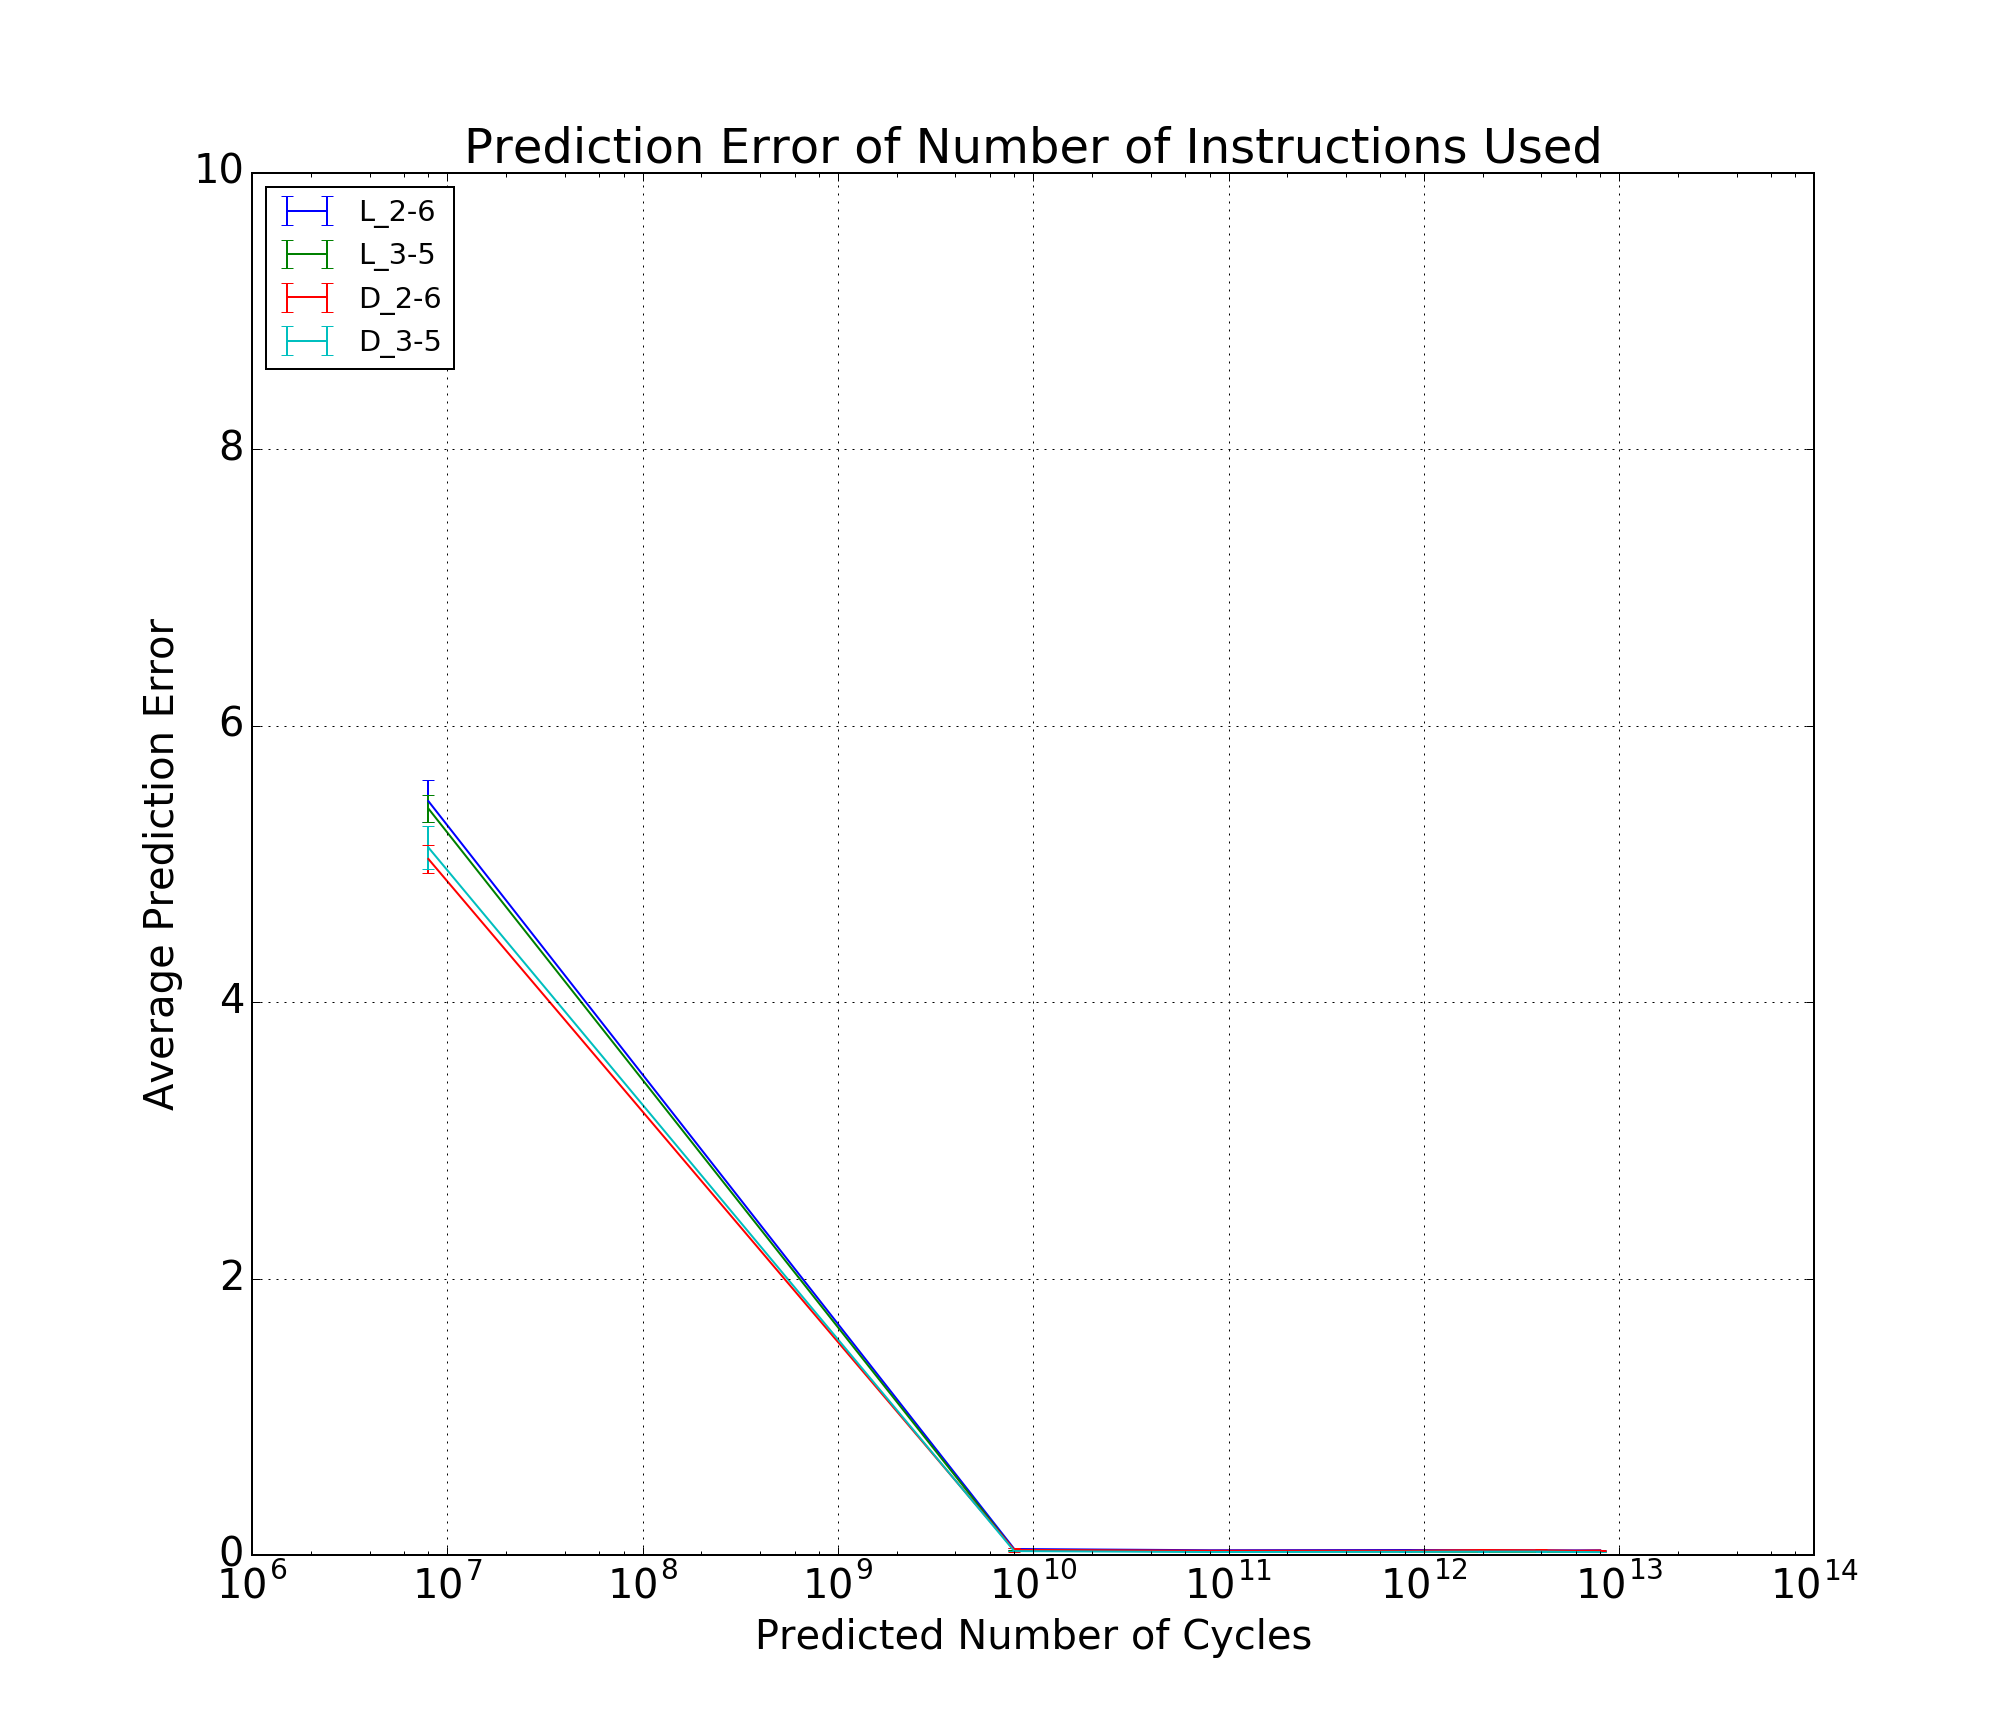 Prediction Error of Number of Instructions Used
L_2-6
L_3-5
D_2-6
D_3-5
Average Prediction Error
10
8
6
4
2
0
10^6 10^7 10^8 10^9 10^10 10^11 10^12 10^13 10^14
Predicted Number of Cycles